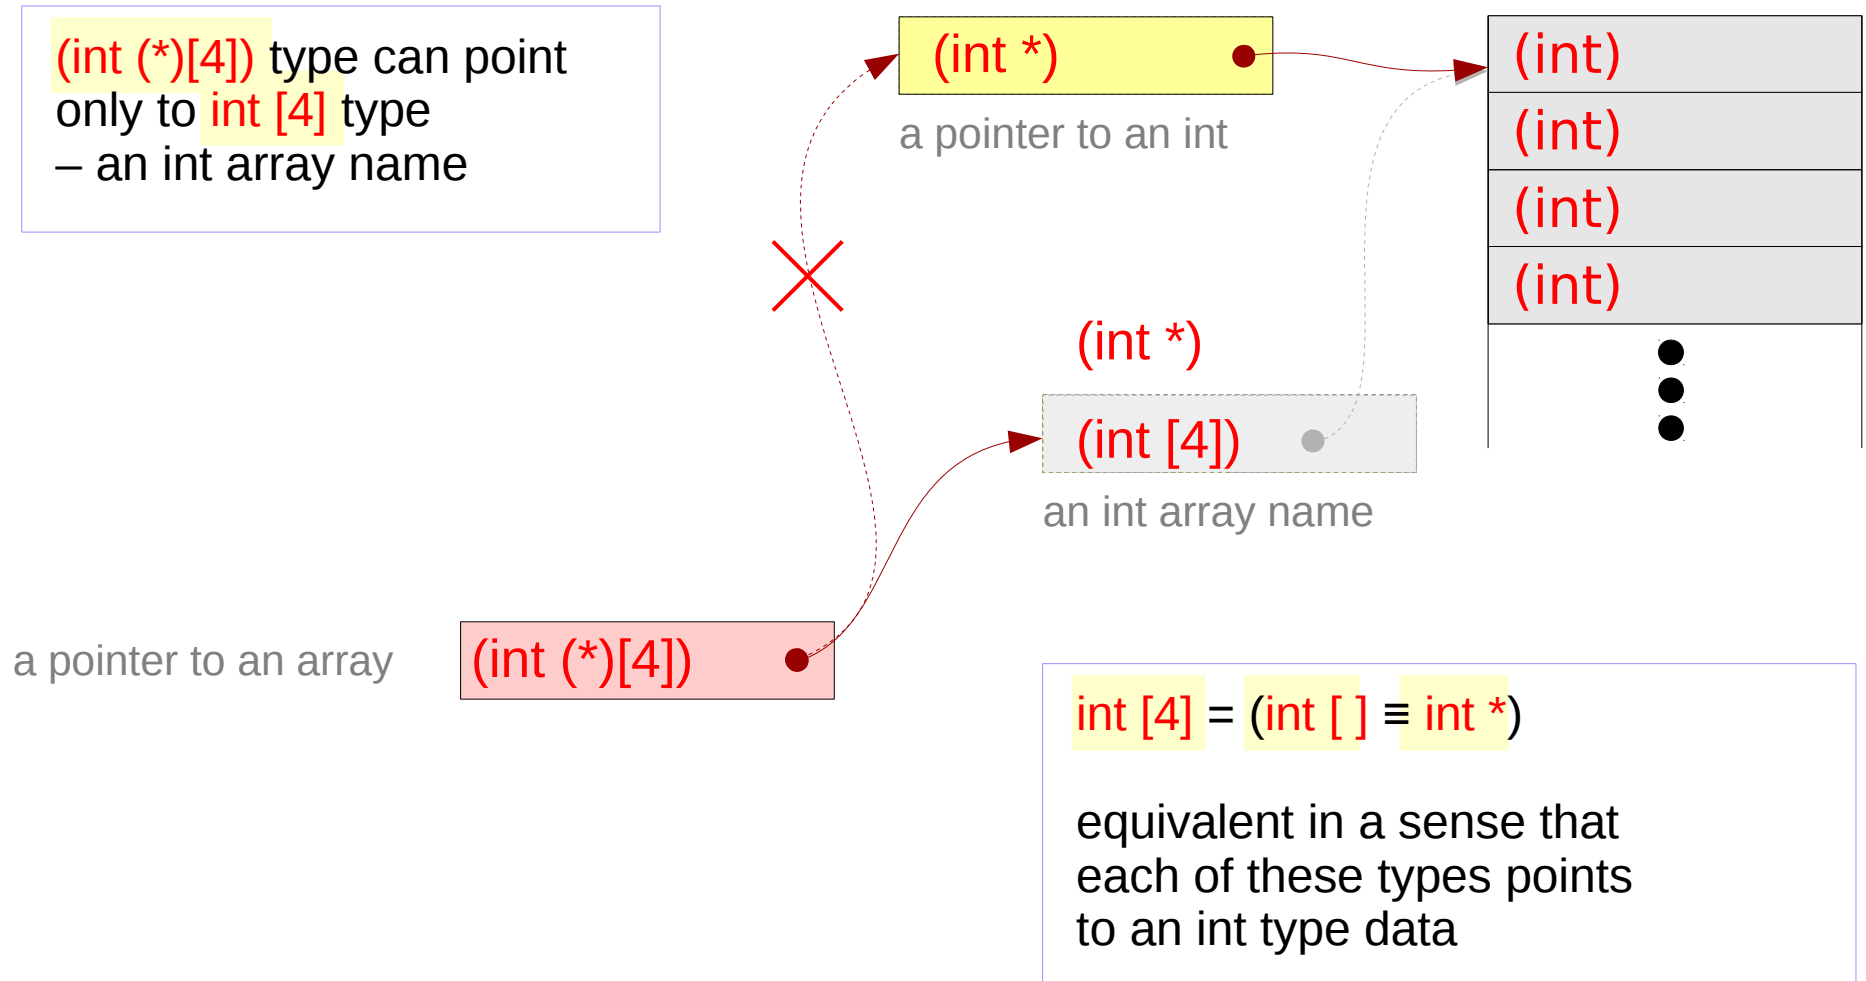 (int (*)[4]) type can point
only to int [4] type
– an int array name
(int *)
a pointer to an int
(int)
(int)
(int)
(int)
(int *)
(int [4])
an int array name
a pointer to an array
(int (*)[4])
int [4] = (int [ ] ≡ int *)
equivalent in a sense that
each of these types points
to an int type data